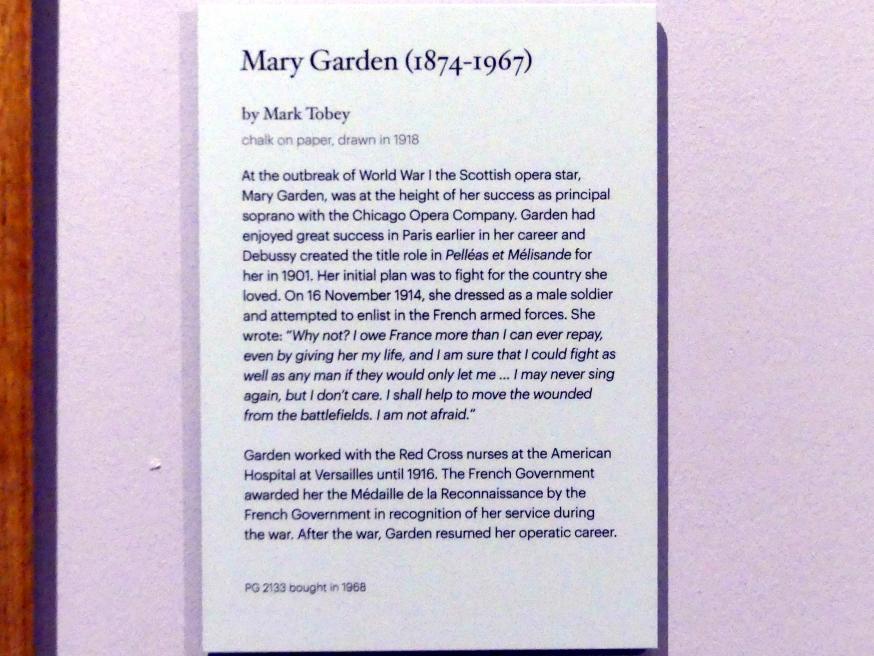 Mary Garden (1874-1967)
by Mark Tobey
chalk on paper, drawn in 1918
At the outbreak of World War I the Scottish opera star,
Mary Garden, was at the height of her success as principal
soprano with the Chicago Opera Company. Garden had
enjoyed great success in Paris earlier in her career and
Debussy created the title role in Pelléas et Mélisande for
her in 1901. Her initial plan was to fight for the country she
loved. On 16 November 1914, she dressed as a male soldier
and attempted to enlist in the French armed forces. She
wrote: “Why not? I owe France more than I can ever repay,
even by giving her my life, and I am sure that I could fight as
well as any man if they would only let me ... I may never sing
again, but I don’t care. I shall help to move the wounded
from the battlefields. I am not afraid.”
Garden worked with the Red Cross nurses at the American
Hospital at Versailles until 1916. The French Government
awarded her the Médaille de la Reconnaissance by the
French Government in recognition of her service during
the war. After the war, Garden resumed her operatic career.
PG 2133 bought in 1968